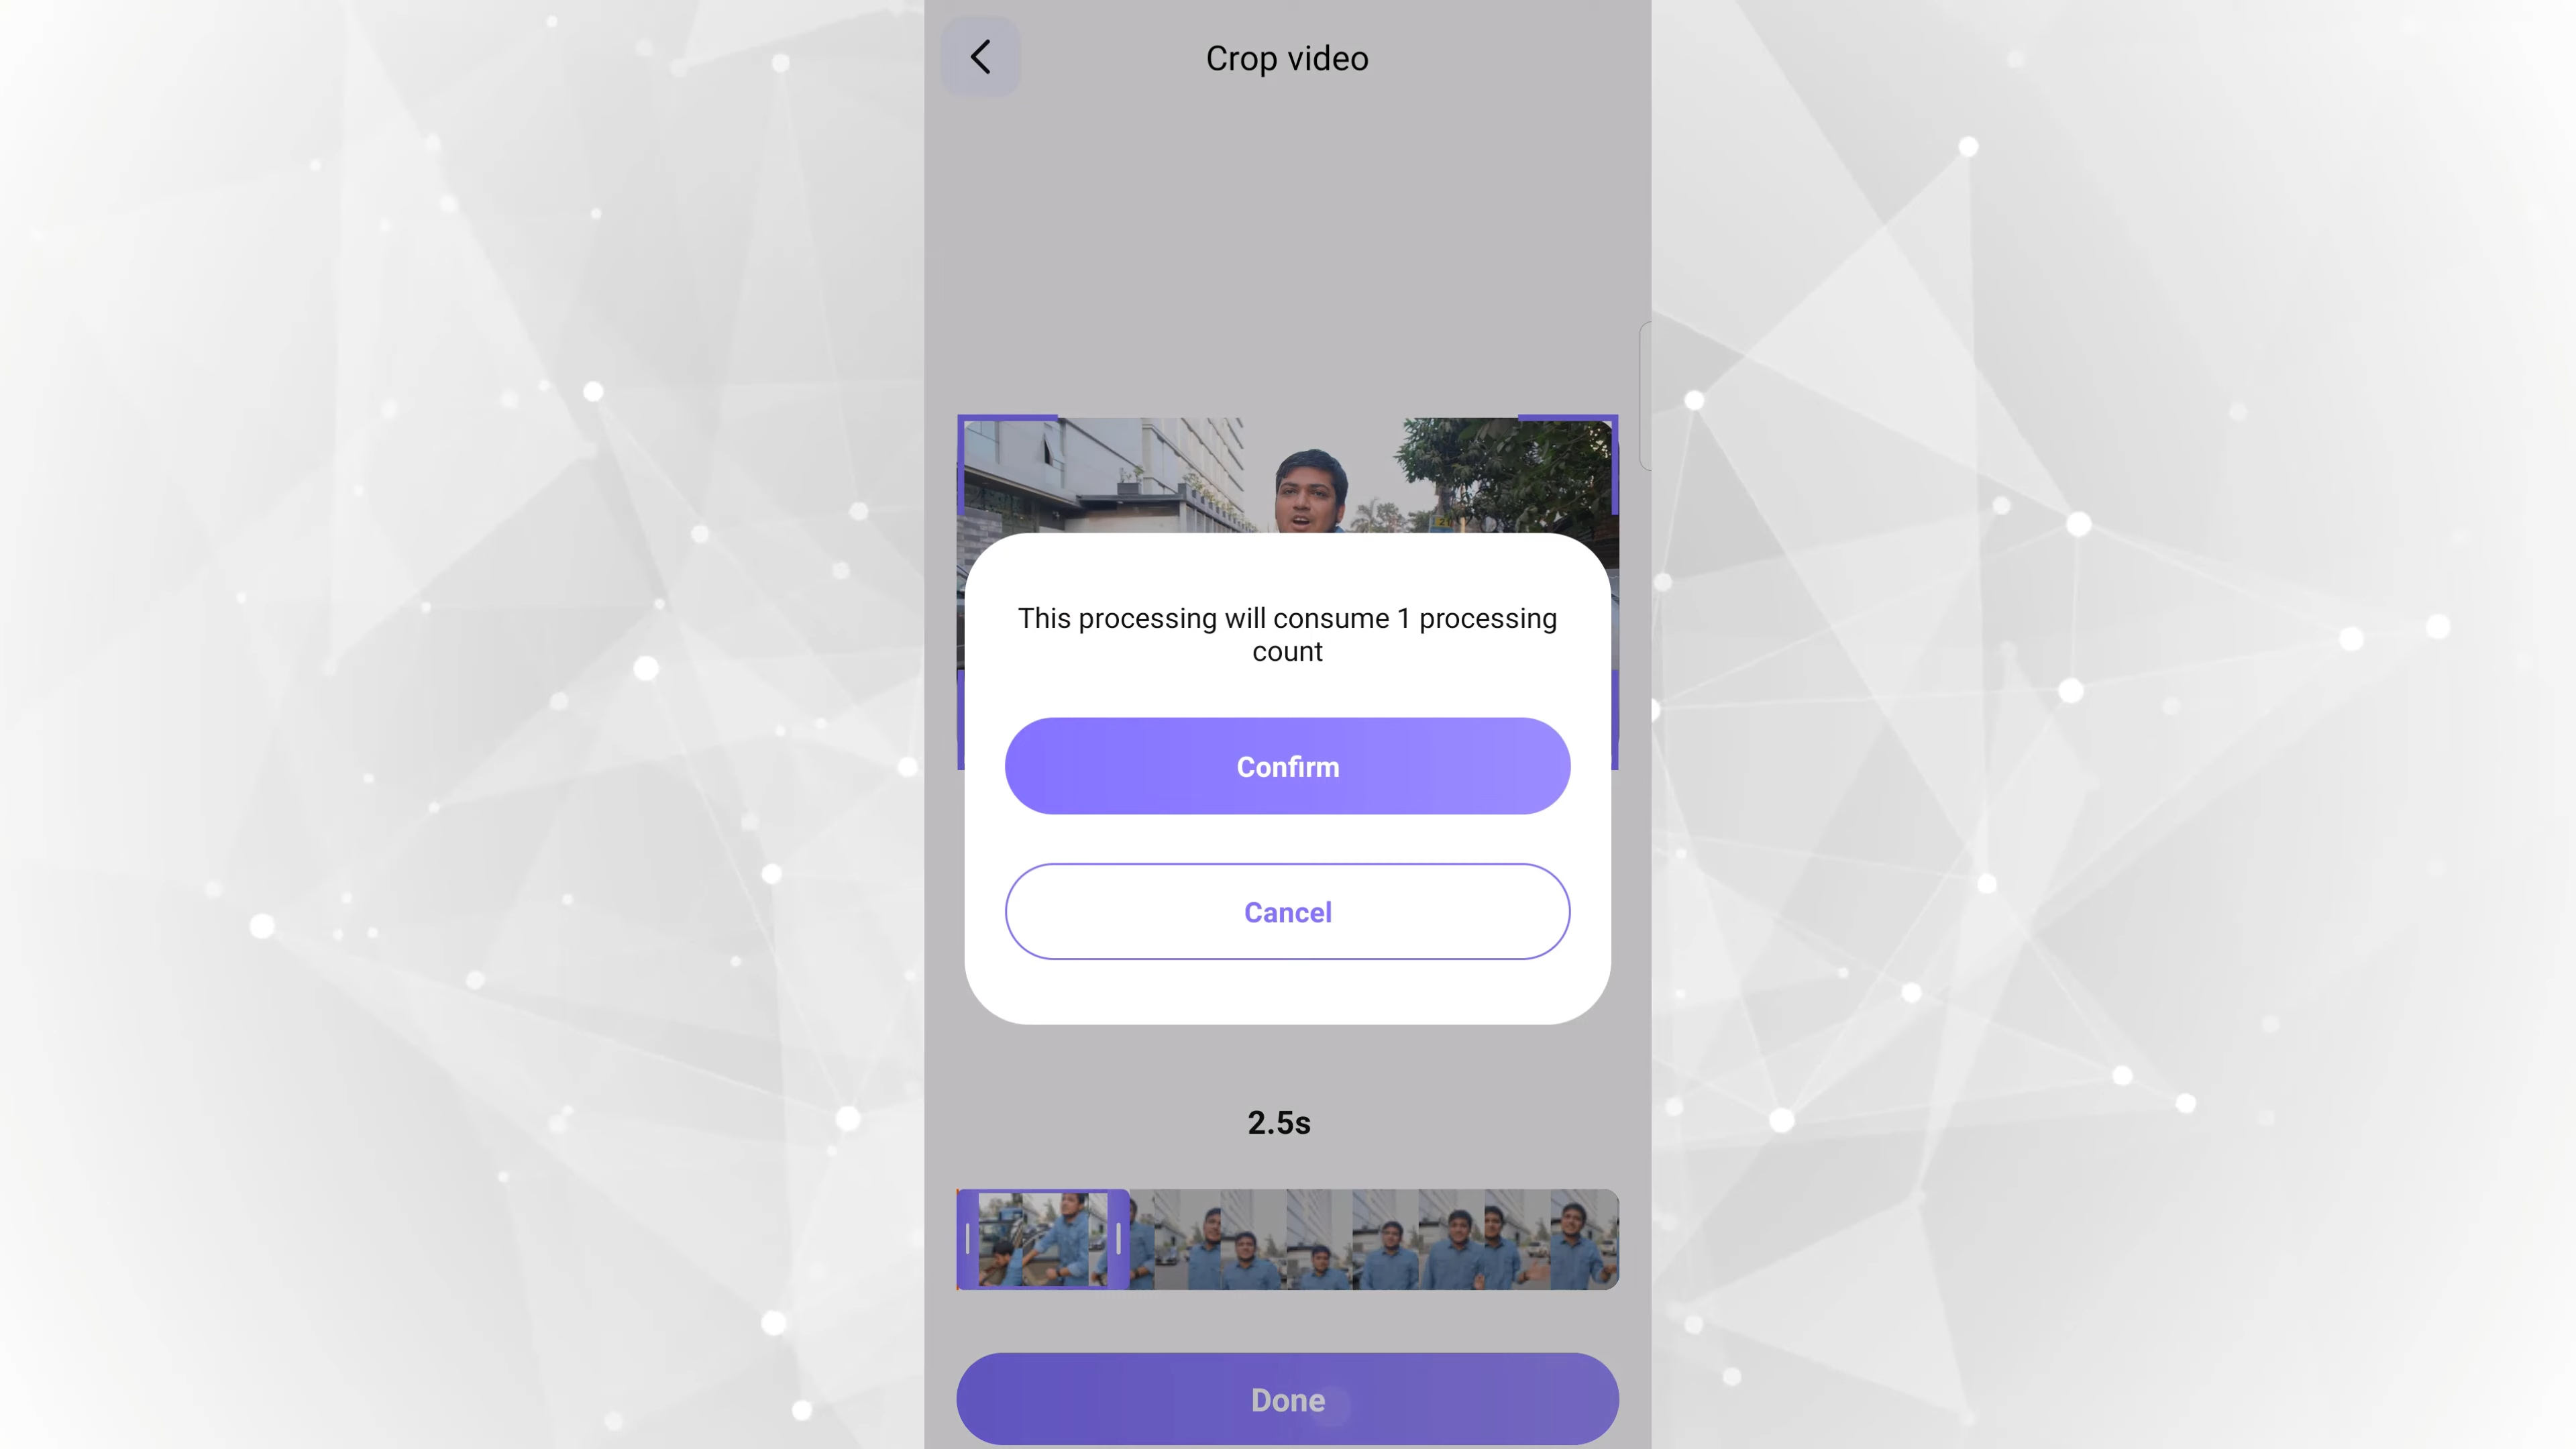 Crop video
This processing will consume 1 processing
count
Confirm
Cancel
2.5s
Done